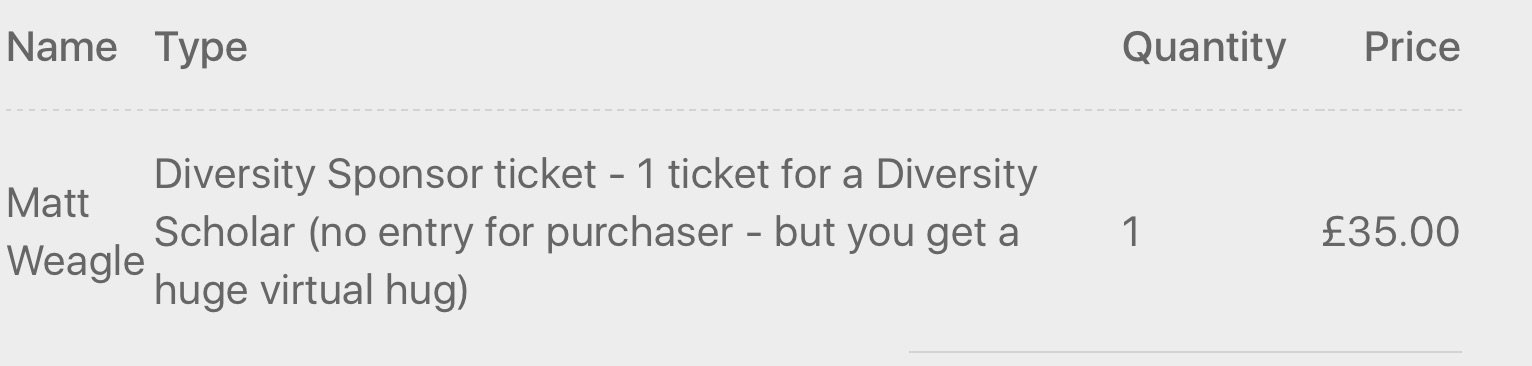 Name Type Quantity Price
Diversity Sponsor ticket - 1 ticket for a Diversity
Matt
Scholar (no entry for purchaser - but you get a 1 £35.00
Weagle
huge virtual hug)